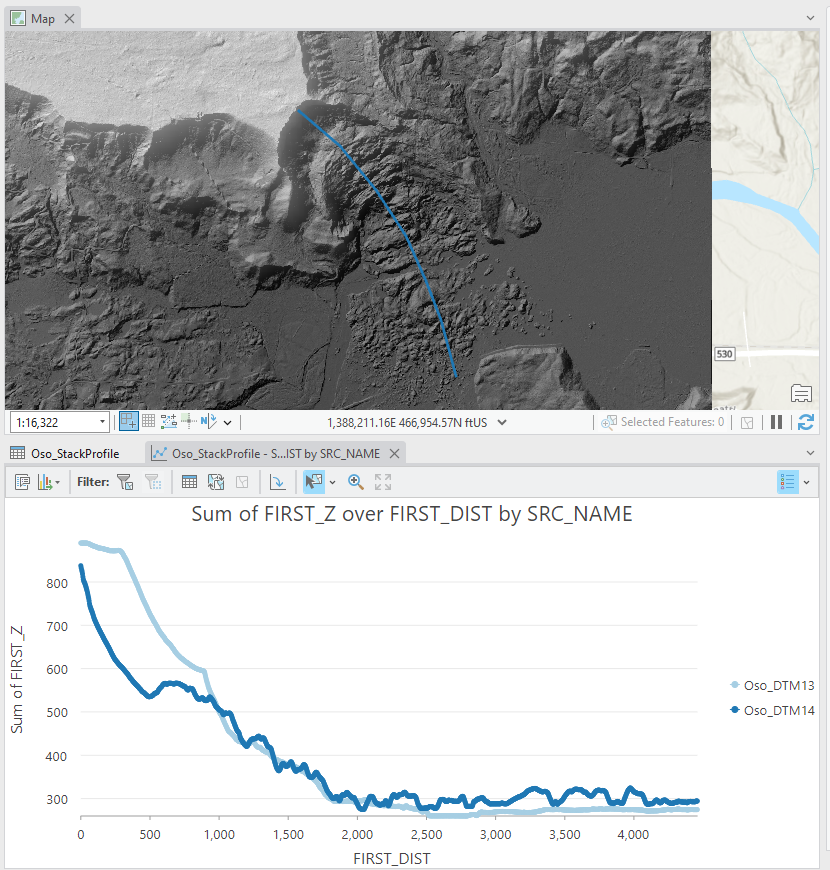 Map
530
1:16,322
1,388,211.16E 466,954.57N ftUS
Selected Features: 0
Oso_StackProfile
Oso_StackProfile - S...IST by SRC_NAME
Filter:
Sum of FIRST_Z over FIRST_DIST by SRC_NAME
Sum of FIRST_Z
800
700
600
500
400
300
0
500
1,000
1,500
2,000
2,500
3,000
3,500
4,000
FIRST_DIST
Oso_DTM13
Oso_DTM14